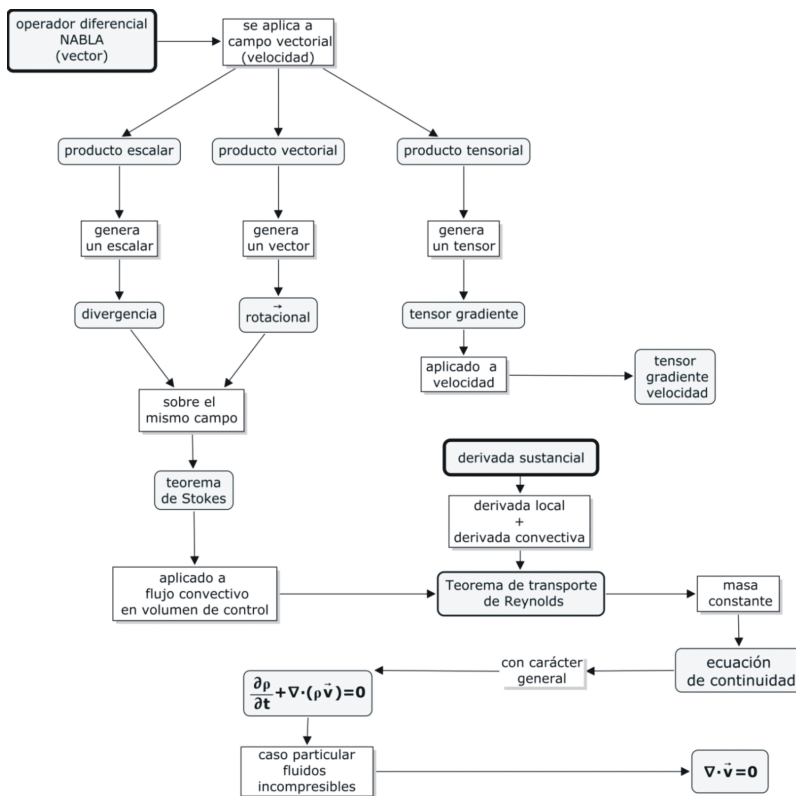 operador diferencial
NABLA
(vector)
se aplica a
campo vectorial
(velocidad)
producto escalar
producto vectorial
producto tensorial
genera
un escalar
genera
un vector
genera
un tensor
divergencia
→
rotacional
tensor gradiente
aplicado a
velocidad
tensor
gradiente
velocidad
sobre el
mismo campo
teorema
de Stokes
derivada sustancial
derivada local
+
derivada convectiva
aplicado a
flujo convectivo
en volumen de control
Teorema de transporte
de Reynolds
masa
constante
ecuación
de continuidad
con carácter
general
∂ρ/∂t+∇·(ρv⃗)=0
caso particular
fluidos
incompresibles
∇·v⃗=0